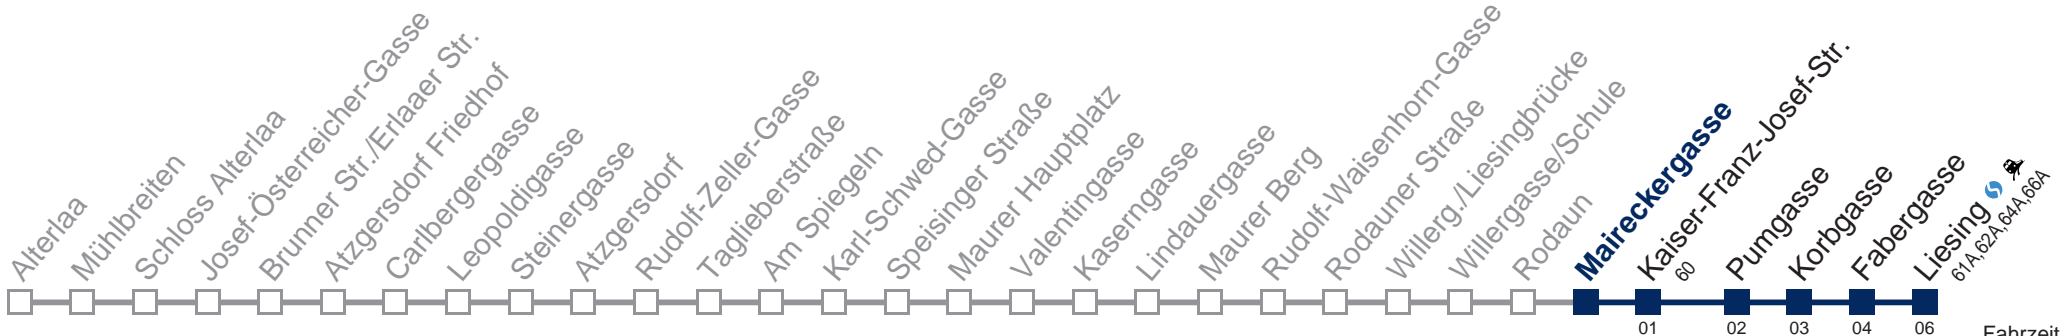 Alterlaa
Mühlbreiten
Schloss Alterlaa
Josef-Österreicher-Gasse
Brunner Str./Erlaaer Str.
Atzgersdorf Friedhof
Carlbergergasse
Leopoldigasse
Steinergasse
Atzgersdorf
Rudolf-Zeller-Gasse
Taglieberstraße
Am Spiegeln
Karl-Schwed-Gasse
Speisinger Straße
Maurer Hauptplatz
Valentingasse
Kaserngasse
Lindauergasse
Maurer Berg
Rudolf-Waisenhorn-Gasse
Rodauner Straße
Willerg./Liesingbrücke
Willergasse/Schule
Rodaun
Maireckergasse
Kaiser-Franz-Josef-Str.
60
Pumgasse
Korbgasse
Fabergasse
Liesing
61A,62A,64A,66A
01 02 03 04 06
Fahrzeit